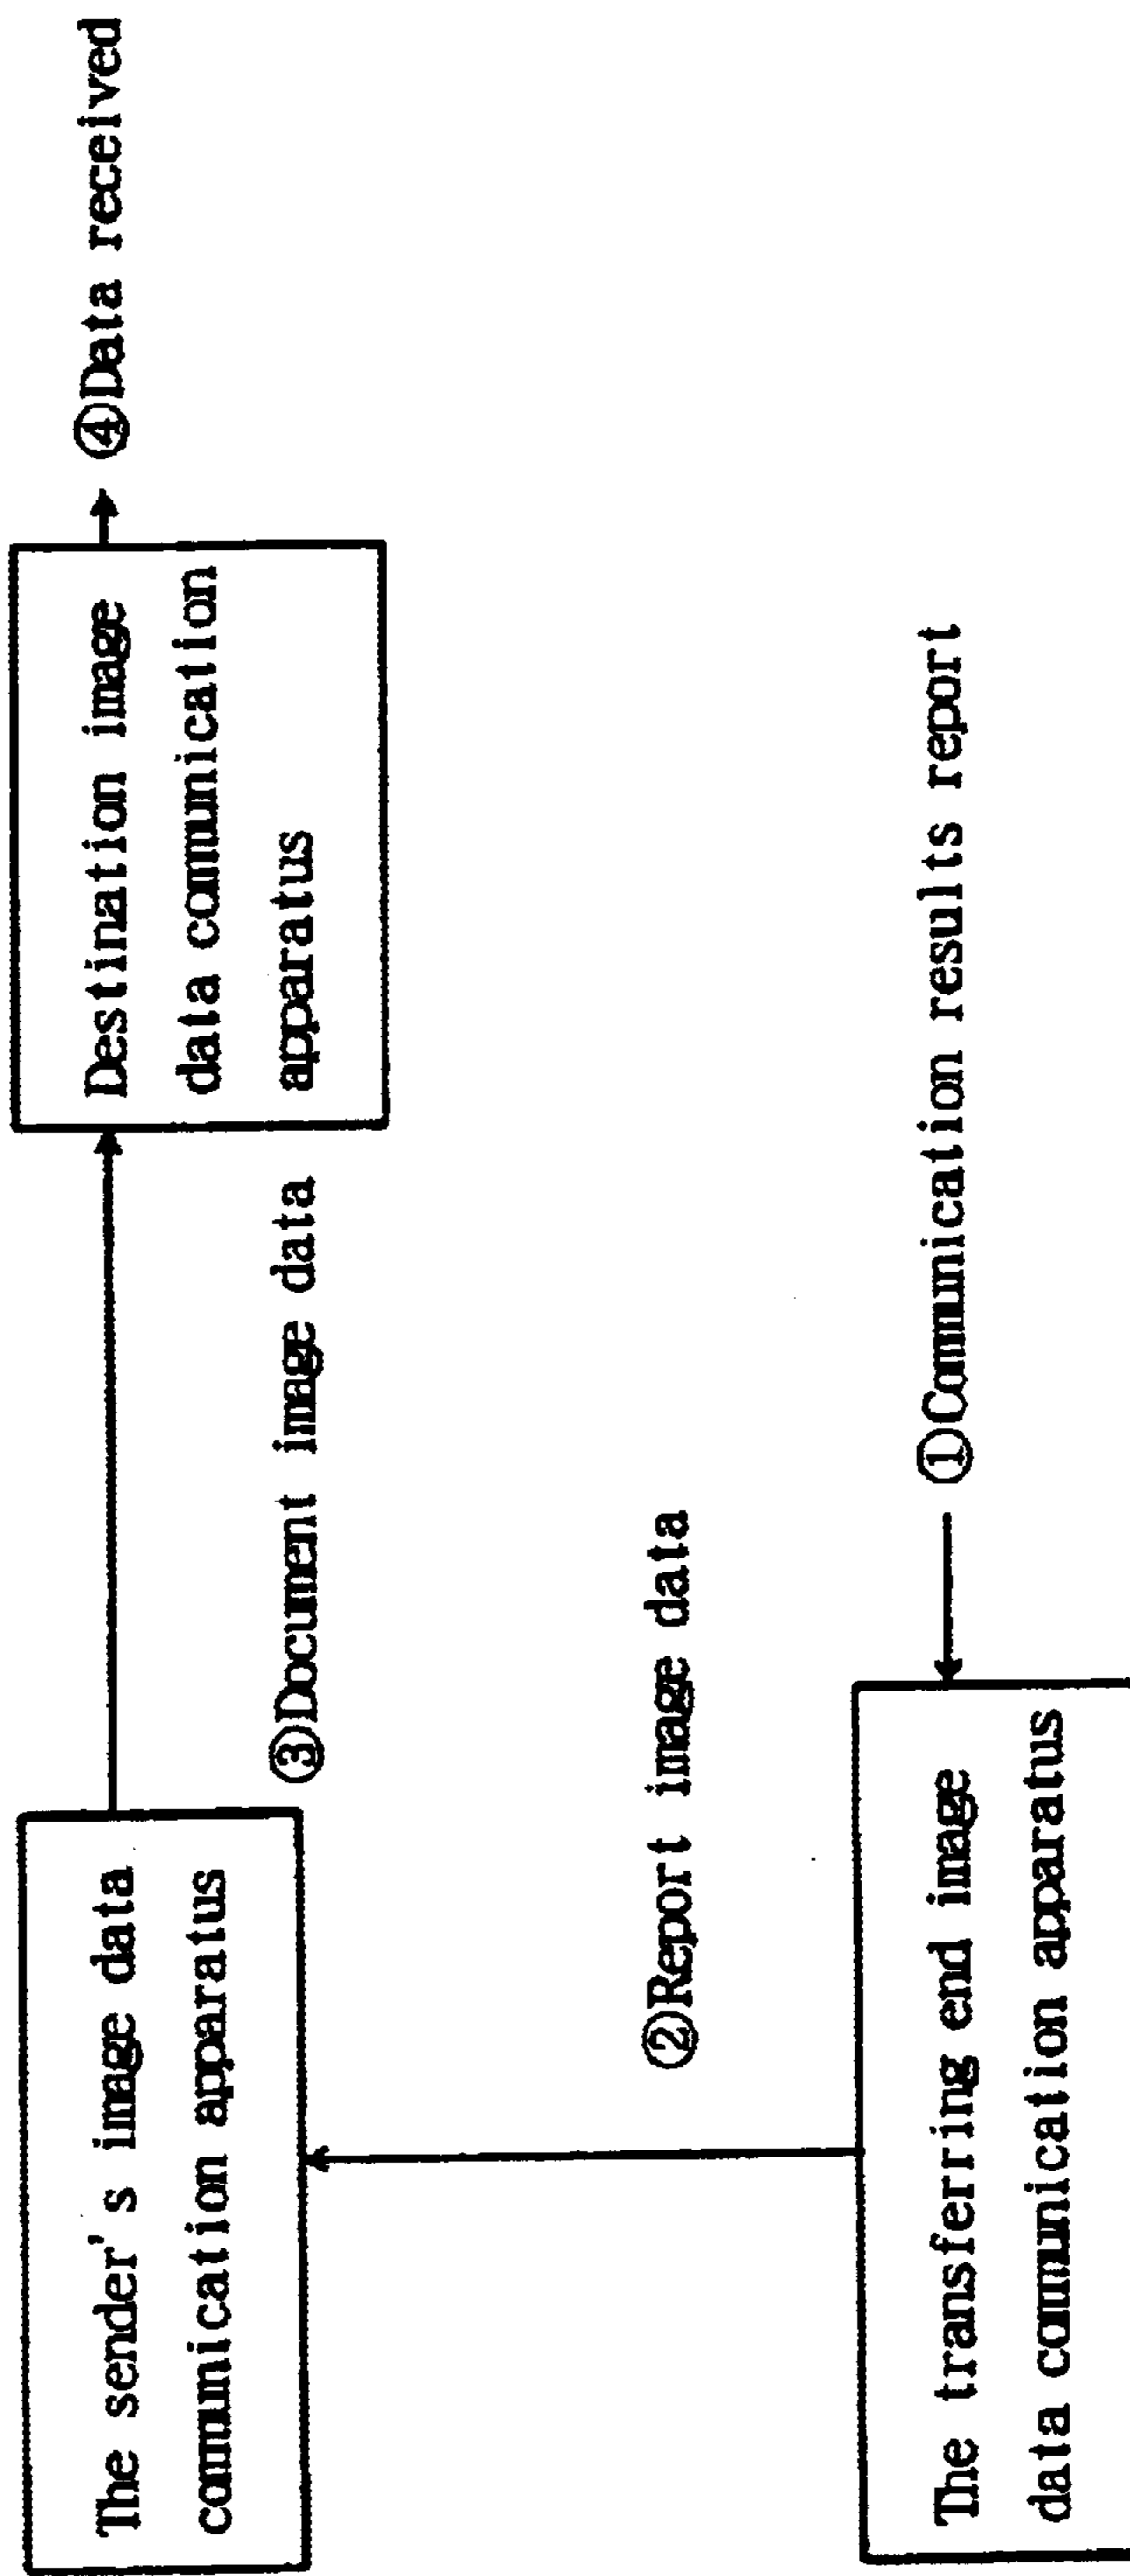 The sender's image data
communication apparatus
③Document image data
Destination image
data communication
apparatus
④Data received
②Report image data
The transferring end image
data communication apparatus
①Communication results report